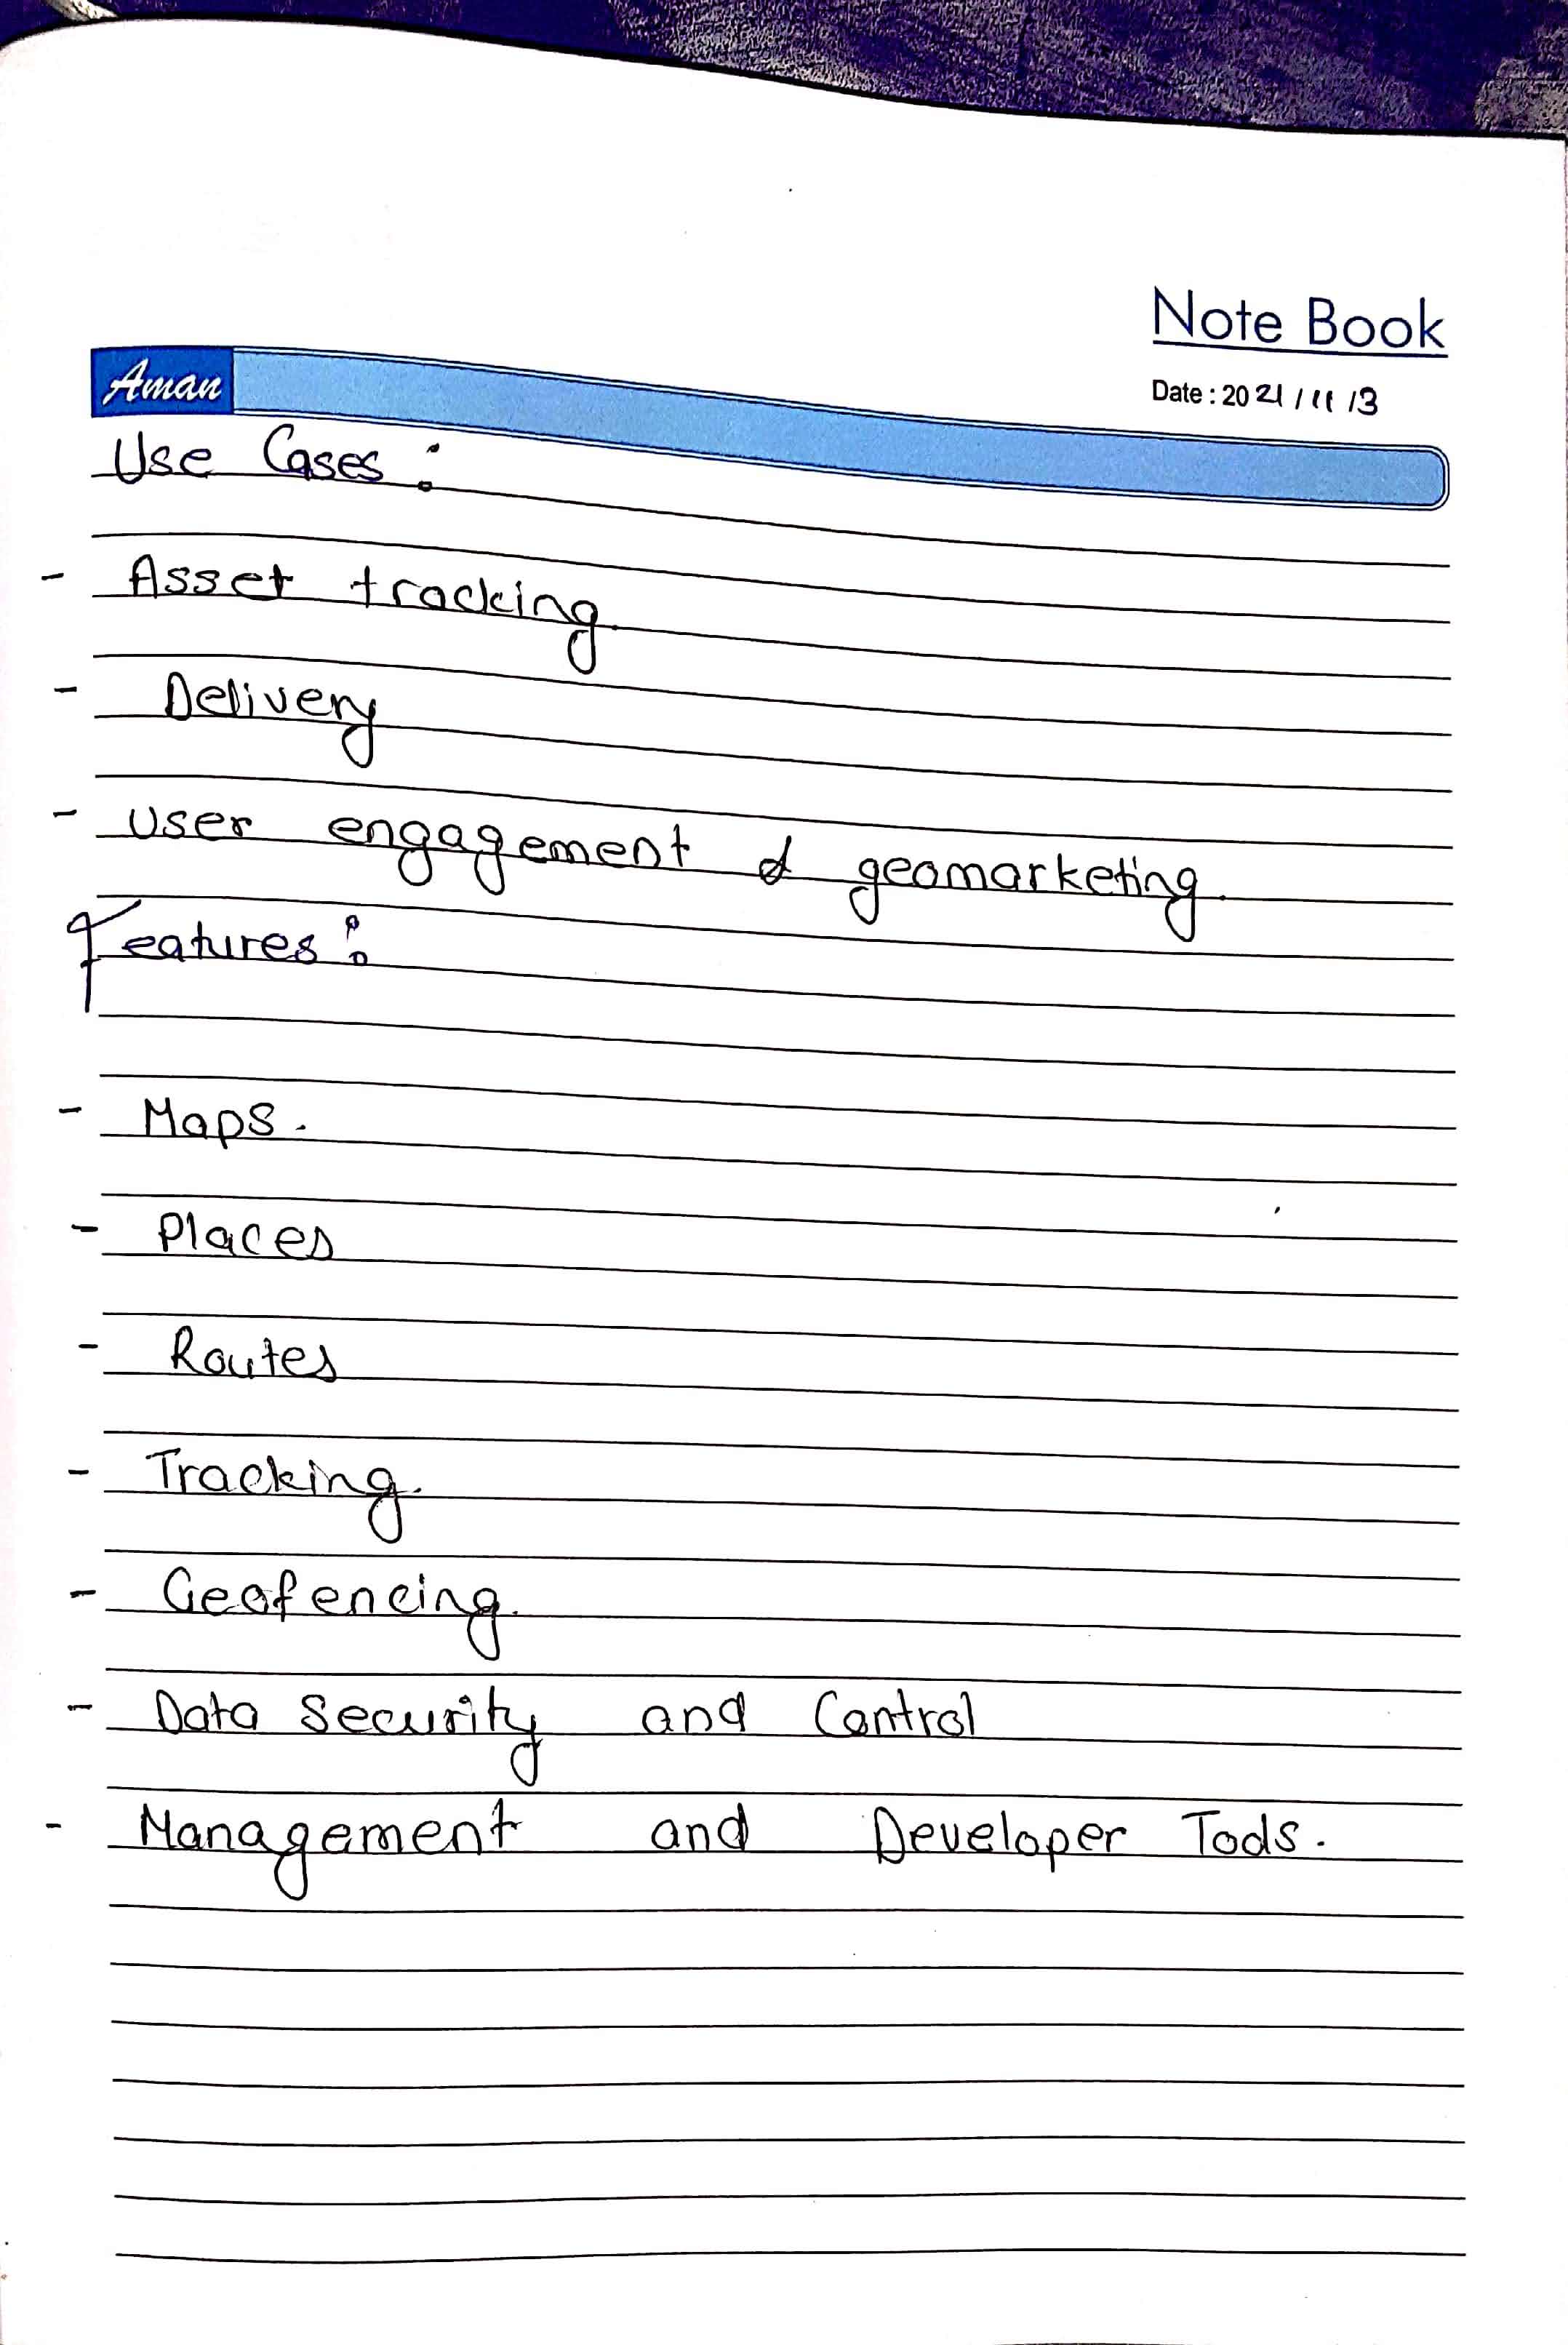 Note Book
Aman
Date : 2021 / 11 / 3
Use Cases :
- Asset tracking.
- Delivery
- User engagement & geomarketing.
Features :
- Maps.
- Places
- Routes
- Tracking.
- Geofencing.
- Data Security and Control
- Management and Developer Tools.